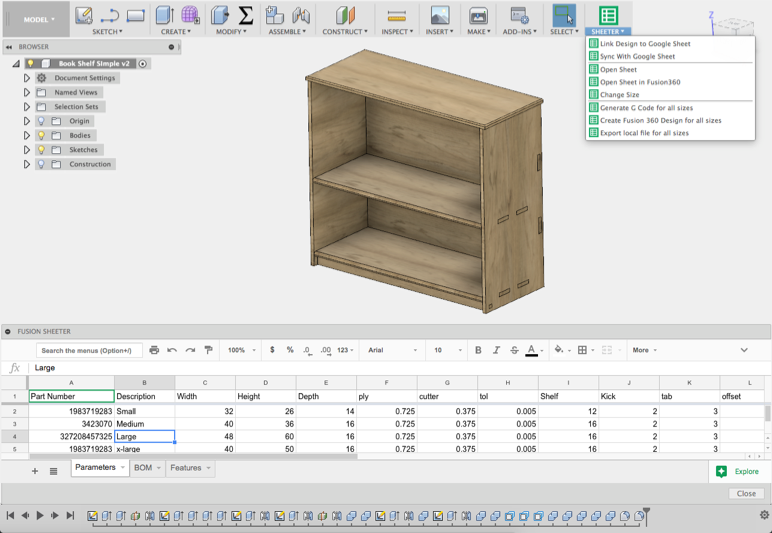 MODEL
SKETCH CREATE MODIFY ASSEMBLE CONSTRUCT INSPECT INSERT MAKE ADD-INS SELECT SHEETER
BROWSER
Book Shelf Simple v2
Document Settings
Named Views
Selection Sets
Origin
Bodies
Sketches
Construction
Z
Link Design to Google Sheet
Sync With Google Sheet
Open Sheet
Open Sheet in Fusion360
Change Size
Generate G Code for all sizes
Create Fusion 360 Design for all sizes
Export local file for all sizes
FUSION SHEETER
Search the menus (Option+/) 100% $ % .0 .00 123 Arial 10 B I S A More
fx Large
A B C D E F G H I J K L
1 Part Number Description Width Height Depth ply cutter tol Shelf Kick tab offset
2 1983719283 Small 32 26 14 0.725 0.375 0.005 12 2 3
3 3423070 Medium 40 36 16 0.725 0.375 0.005 16 2 3
4 327208457325 Large 48 60 16 0.725 0.375 0.005 16 2 3
5 1983719283 x-large 40 50 16 0.725 0.375 0.005 16 2 3
+ Parameters BOM Features Explore
Close